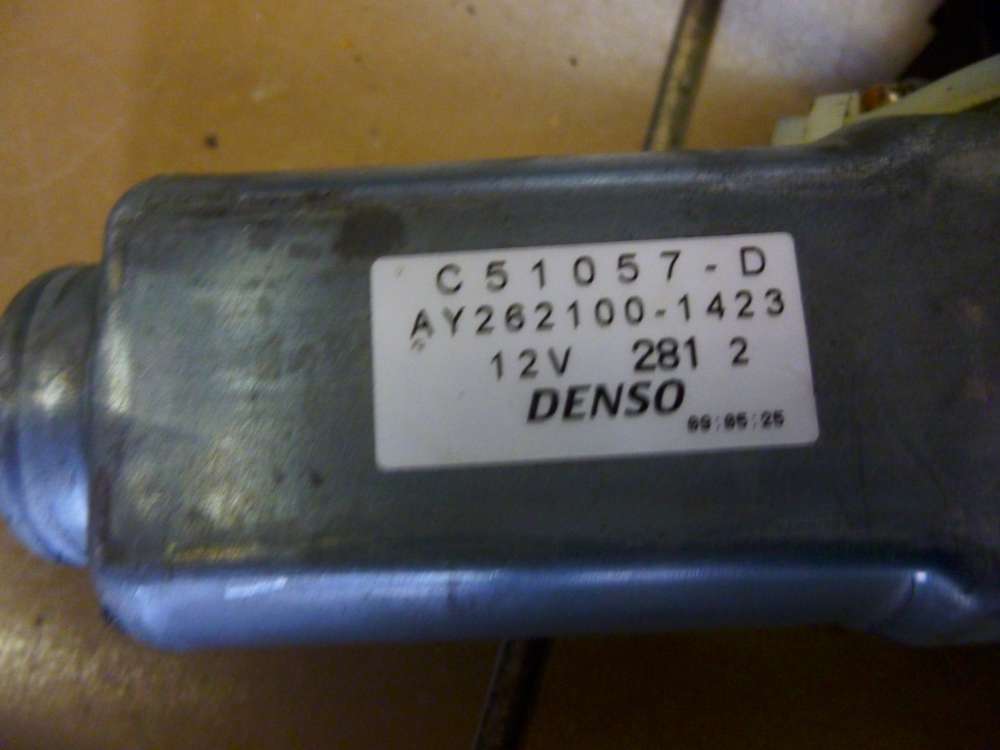 C51057-D
AY262100-1423
12V 281 2
DENSO
09:05:25